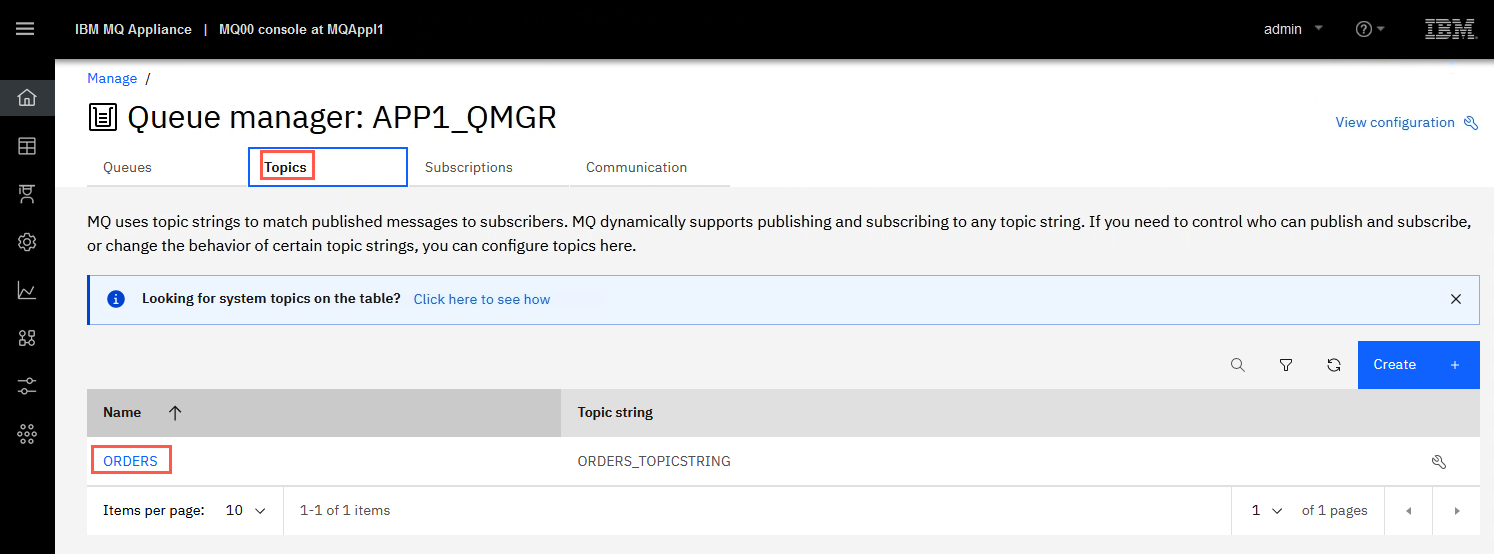 IBM MQ Appliance | MQ00 console at MQAppl1
admin
IBM
Manage /
Queue manager: APP1_QMGR
View configuration
Queues
Topics
Subscriptions
Communication
MQ uses topic strings to match published messages to subscribers. MQ dynamically supports publishing and subscribing to any topic string. If you need to control who can publish and subscribe,
or change the behavior of certain topic strings, you can configure topics here.
Looking for system topics on the table? Click here to see how
Create +
Name
Topic string
ORDERS
ORDERS_TOPICSTRING
Items per page: 10
1-1 of 1 items
1
of 1 pages